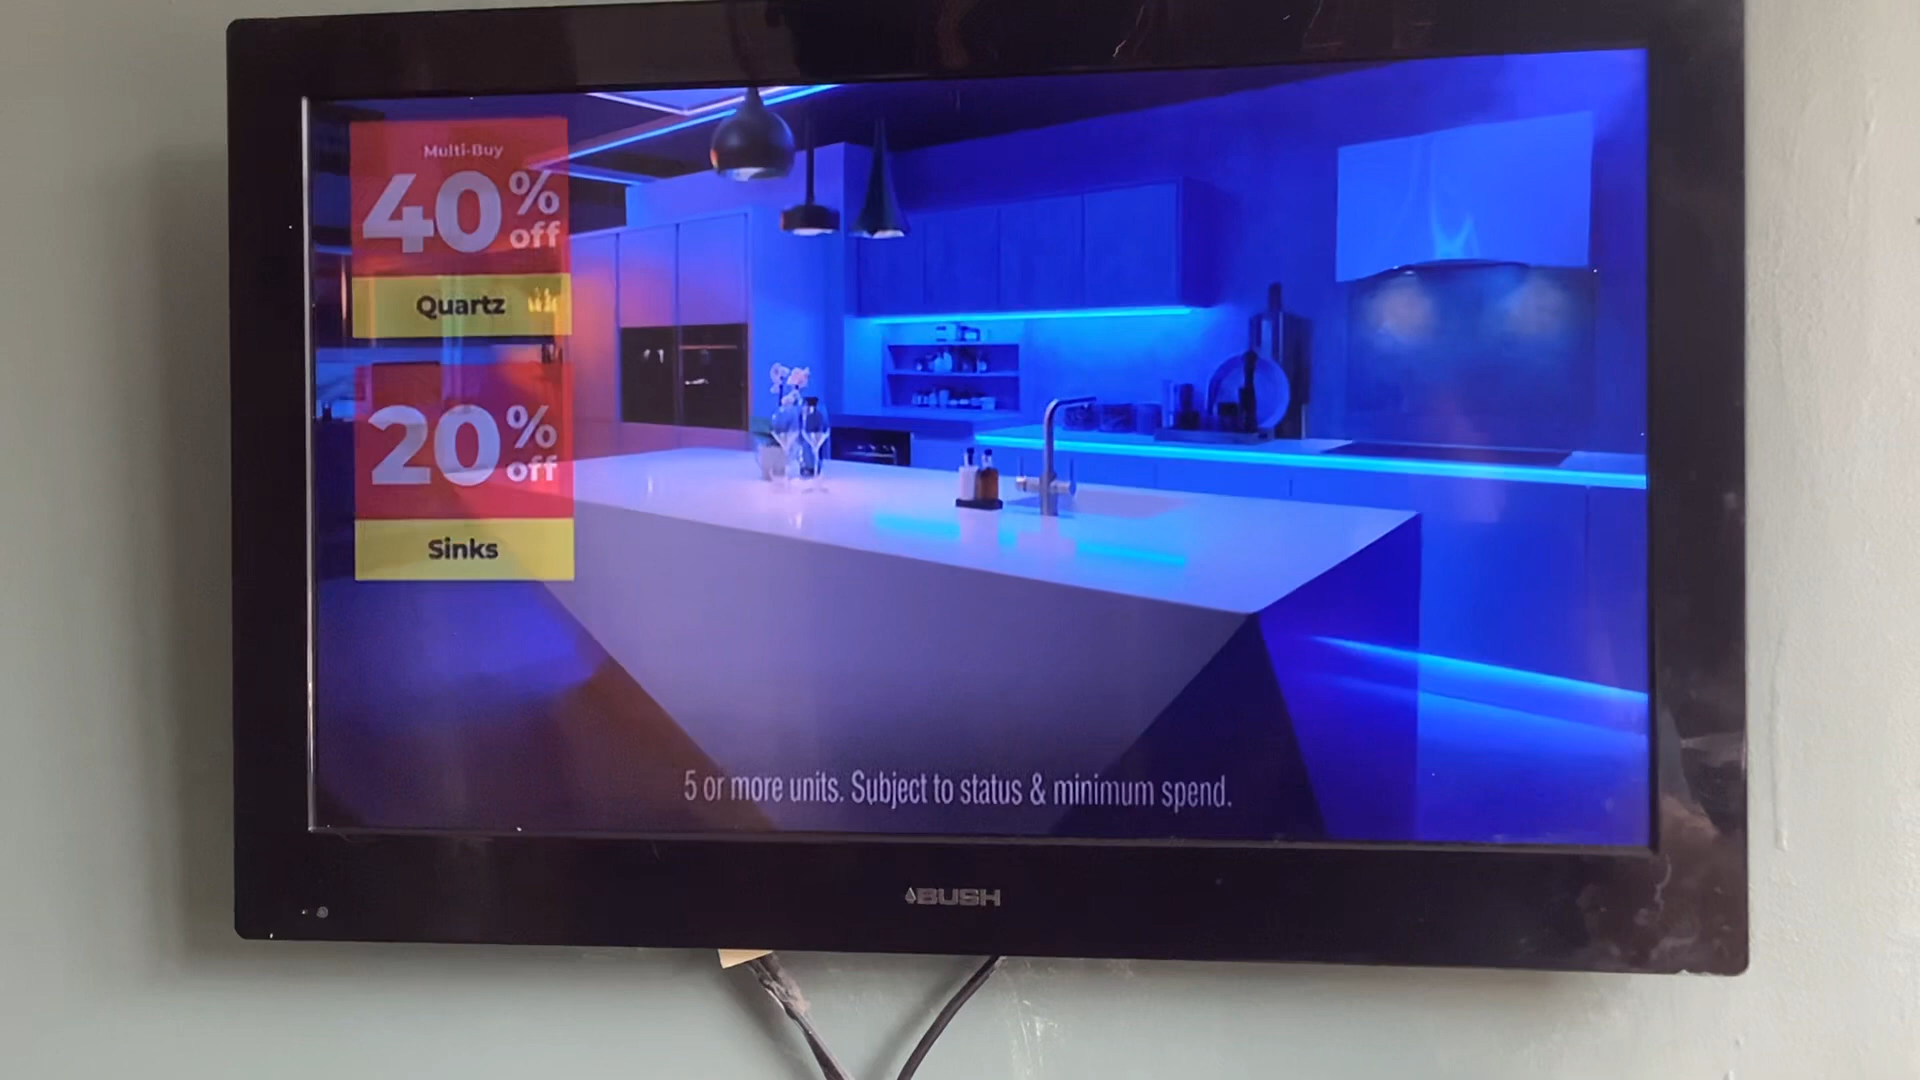 Multi-Buy
40%
off
Quartz
20%
off
Sinks
5 or more units. Subject to status & minimum spend.
BUSH